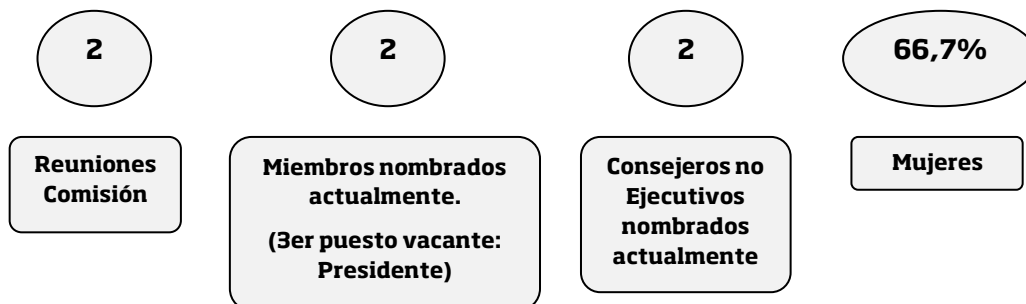 2
2
2
66,7%
Reuniones
Comisión
Miembros nombrados
actualmente.
(3er puesto vacante:
Presidente)
Consejeros no
Ejecutivos
nombrados
actualmente
Mujeres